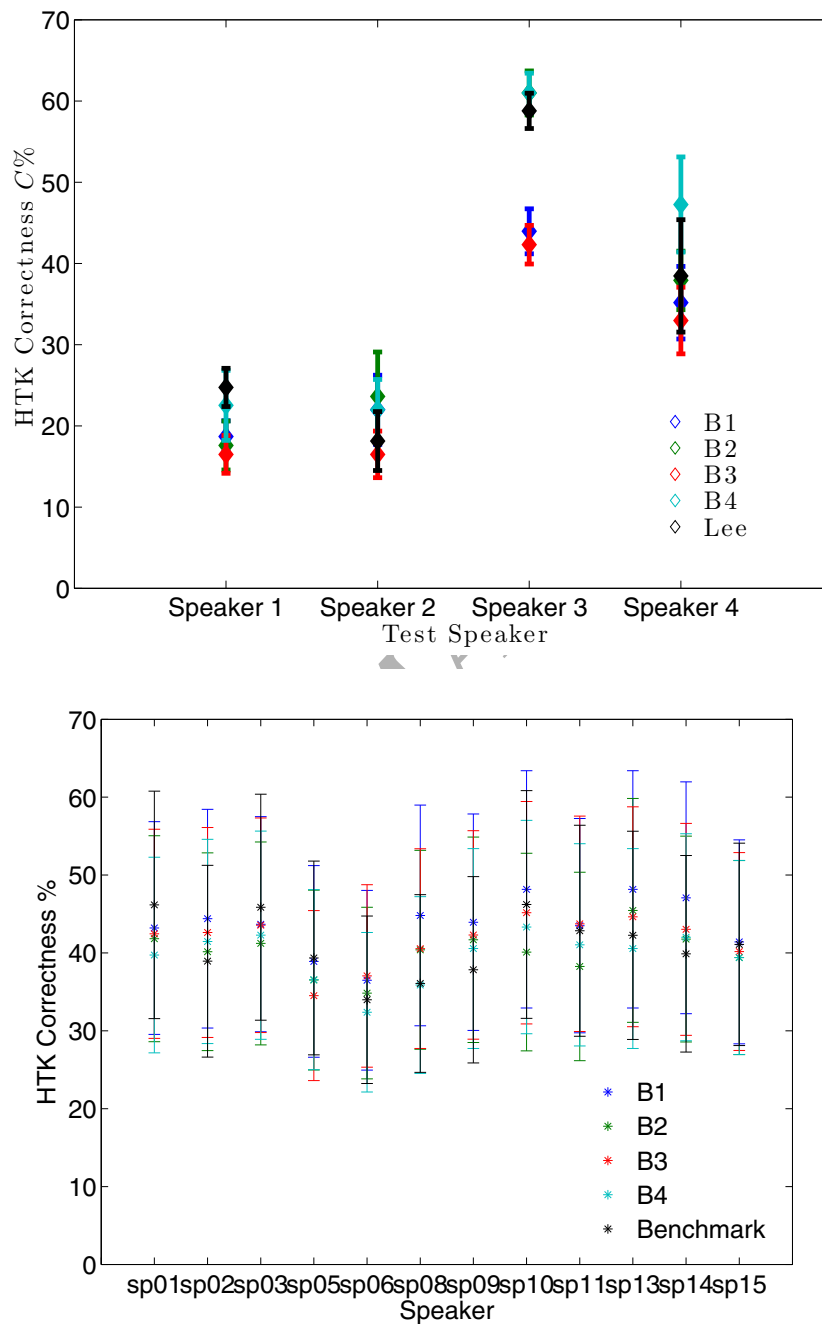 70
60
50
40
30
20
10
0
HTK Correctness C%
B1
B2
B3
B4
Lee
Speaker 1 Speaker 2 Speaker 3 Speaker 4
Test Speaker
70
60
50
40
30
20
10
0
HTK Correctness %
B1
B2
B3
B4
Benchmark
sp01sp02sp03sp05sp06sp08sp09sp10sp11sp13sp14sp15
Speaker